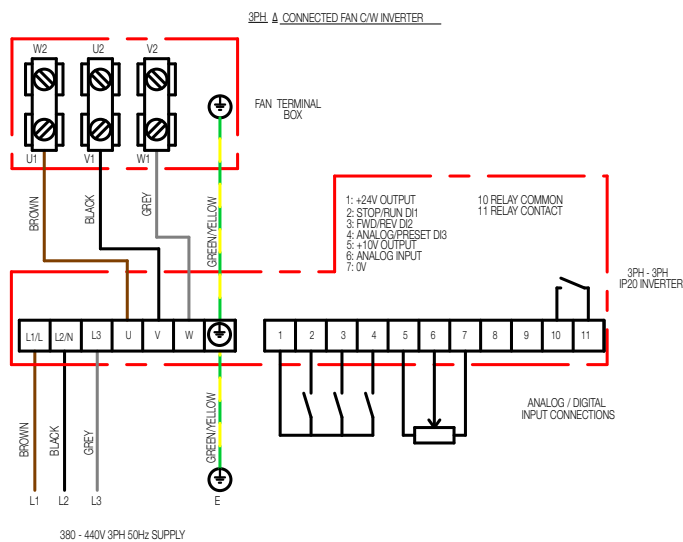 3PH Δ CONNECTED FAN C/W INVERTER
W2 U2 V2
FAN TERMINAL
BOX
U1 V1 W1
BROWN
BLACK
GREY
GREEN/YELLOW
1: +24V OUTPUT
2: STOP/RUN DI1
3: FWD/REV DI2
4: ANALOG/PRESET DI3
5: +10V OUTPUT
6: ANALOG INPUT
7: 0V
10 RELAY COMMON
11 RELAY CONTACT
3PH - 3PH
IP20 INVERTER
L1/L L2/N L3 U V W
1 2 3 4 5 6 7 8 9 10 11
ANALOG / DIGITAL
INPUT CONNECTIONS
BROWN
BLACK
GREY
GREEN/YELLOW
L1 L2 L3 E
380 - 440V 3PH 50Hz SUPPLY